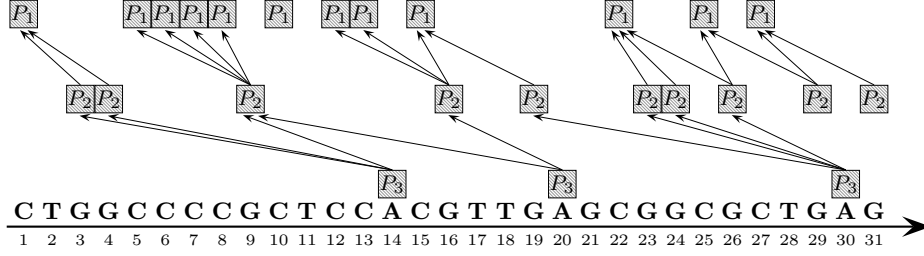 P₁ P₁ P₁ P₁ P₁ P₁ P₁ P₁ P₁ P₁ P₁ P₁
P₂ P₂ P₂ P₂ P₂ P₂ P₂ P₂ P₂ P₂
P₃ P₃ P₃
C T G G C C C C G C T C C A C G T T G A G C G G C G C T G A G
1 2 3 4 5 6 7 8 9 10 11 12 13 14 15 16 17 18 19 20 21 22 23 24 25 26 27 28 29 30 31